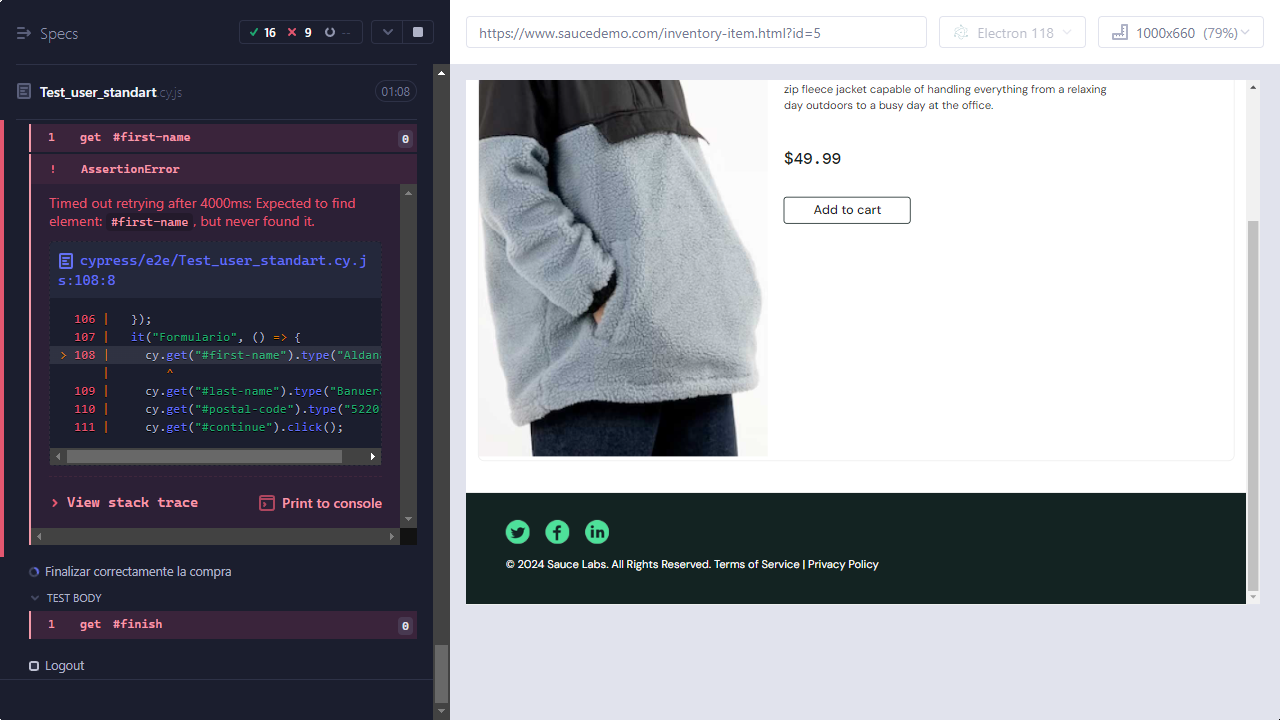 Specs
16 9 --
https://www.saucedemo.com/inventory-item.html?id=5
Electron 118
1000x660 (79%)
Test_user_standart cy.js
01:08
1 get #first-name 0
! AssertionError
Timed out retrying after 4000ms: Expected to find
element: #first-name , but never found it.
cypress/e2e/Test_user_standart.cy.j
s:108:8
106 | });
107 | it("Formulario", () => {
> 108 | cy.get("#first-name").type("Aldan
| ^
109 | cy.get("#last-name").type("Banuer
110 | cy.get("#postal-code").type("5220
111 | cy.get("#continue").click();
> View stack trace
Print to console
Finalizar correctamente la compra
TEST BODY
1 get #finish 0
Logout
zip fleece jacket capable of handling everything from a relaxing
day outdoors to a busy day at the office.
$49.99
Add to cart
© 2024 Sauce Labs. All Rights Reserved. Terms of Service | Privacy Policy